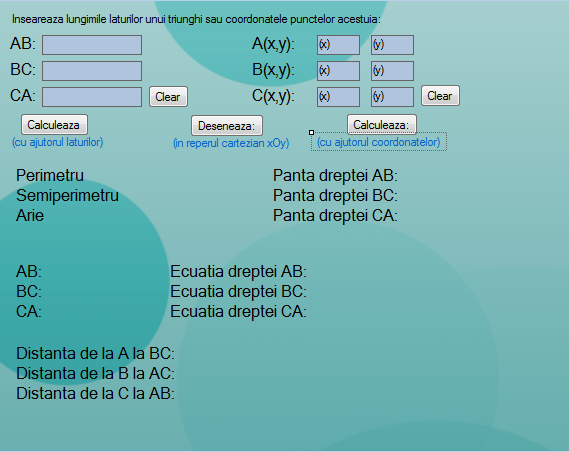 Inseareaza lungimile laturilor unui triunghi sau coordonatele punctelor acestuia:
AB: A(x,y): (x) (y)
BC: B(x,y): (x) (y)
CA: Clear C(x,y): (x) (y) Clear
Calculeaza Deseneaza: Calculeaza:
(cu ajutorul laturilor) (in reperul cartezian xOy) (cu ajutorul coordonatelor)
Perimetru Panta dreptei AB:
Semiperimetru Panta dreptei BC:
Arie Panta dreptei CA:
AB: Ecuatia dreptei AB:
BC: Ecuatia dreptei BC:
CA: Ecuatia dreptei CA:
Distanta de la A la BC:
Distanta de la B la AC:
Distanta de la C la AB: